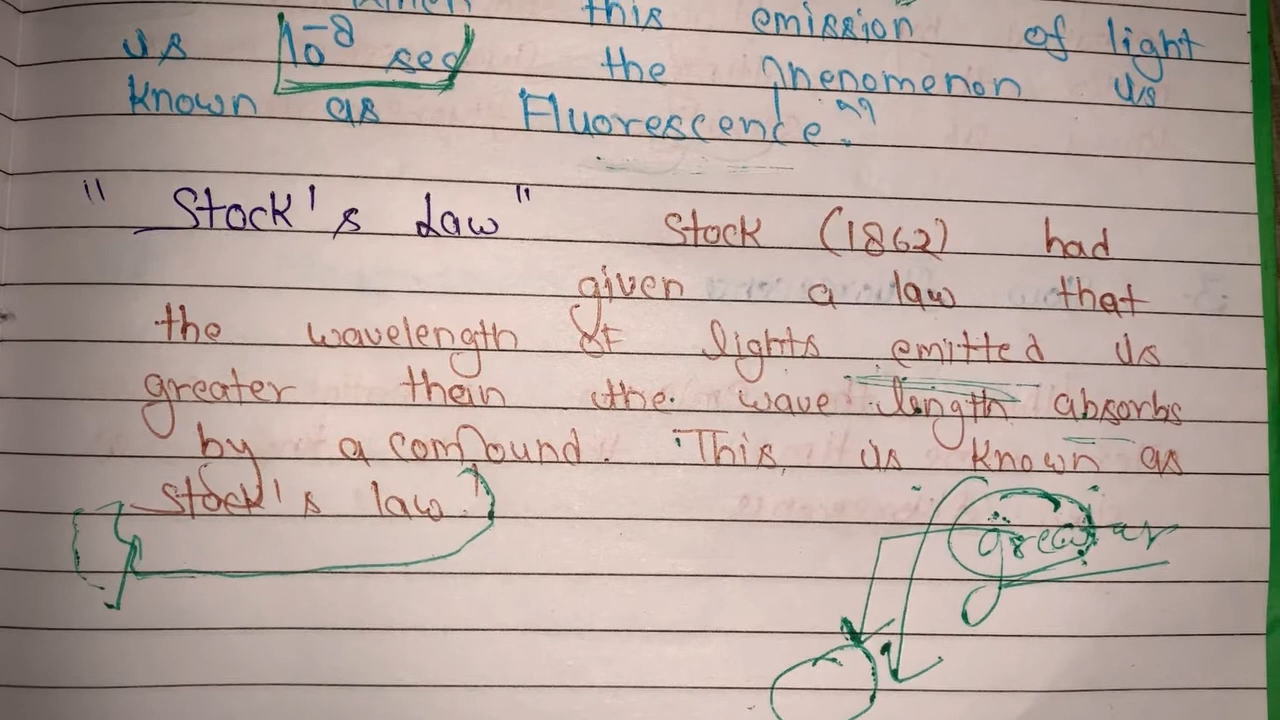 this emission of light
is 10⁻⁸ sec the phenomenon is
known as Fluorescence."
" Stock's Law " Stock (1862) had
given a law that
the wavelength of lights emitted is
greater than the wave length absorbs
by a compound. This is known as
stock's law."
greater